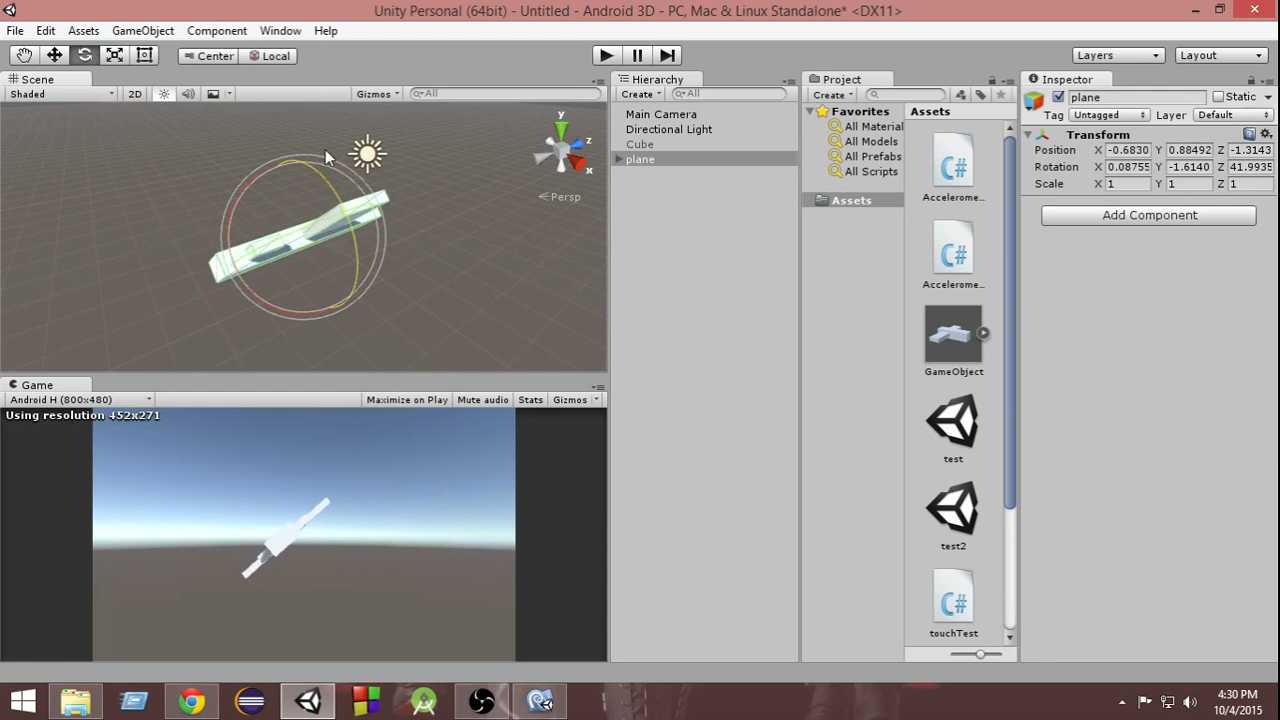 Unity Personal (64bit) - Untitled - Android 3D - PC, Mac & Linux Standalone* <DX11>
File Edit Assets GameObject Component Window Help
Center Local Layers Layout
Scene
Shaded 2D Gizmos All
y
z
x
Persp
Game
Android H (800x480) Maximize on Play Mute audio Stats Gizmos
Using resolution 452x271
Hierarchy
Create All
Main Camera
Directional Light
Cube
plane
Project
Create
Favorites
All Material
All Models
All Prefabs
All Scripts
Assets
Assets
C#
Accelerome...
C#
Accelerome...
GameObject
test
test2
C#
touchTest
Inspector
plane Static
Tag Untagged Layer Default
Transform
Position X -0.6830 Y 0.88492 Z -1.3143
Rotation X 0.08755 Y -1.6140 Z 41.9935
Scale X 1 Y 1 Z 1
Add Component
4:30 PM
10/4/2015